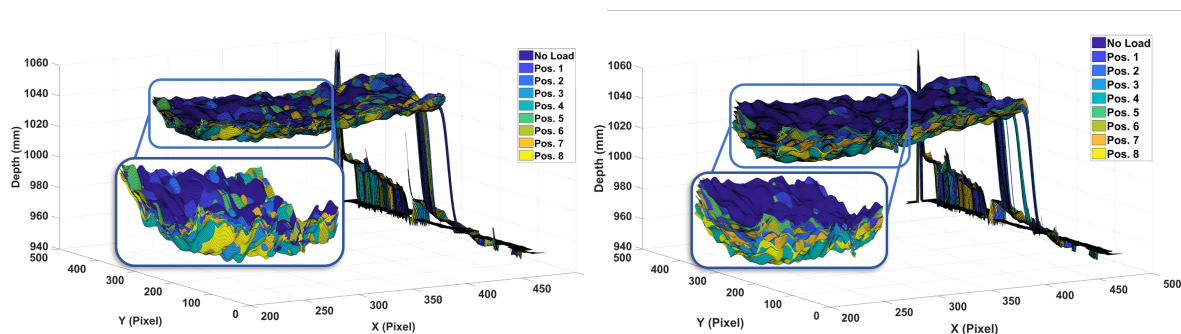 1060
1040
1020
1000
980
960
940
Depth (mm)
500
400
300
200
100
0
Y (Pixel)
200
250
300
350
400
450
X (Pixel)
No Load
Pos. 1
Pos. 2
Pos. 3
Pos. 4
Pos. 5
Pos. 6
Pos. 7
Pos. 8
1060
1040
1020
1000
980
960
940
Depth (mm)
500
400
300
200
100
0
Y (Pixel)
200
250
300
350
400
450
500
X (Pixel)
No Load
Pos. 1
Pos. 2
Pos. 3
Pos. 4
Pos. 5
Pos. 6
Pos. 7
Pos. 8